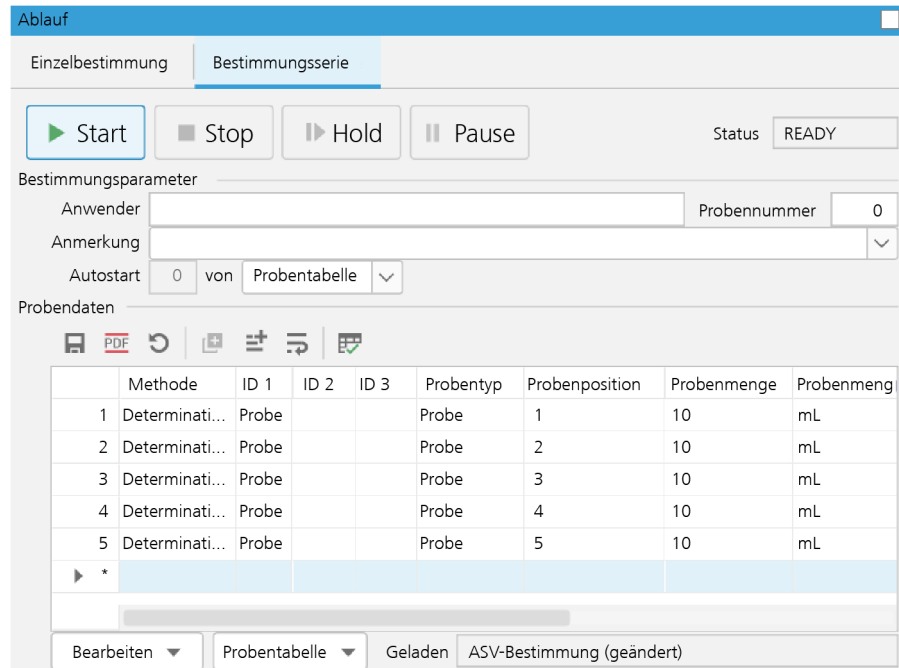 Ablauf
Einzelbestimmung Bestimmungsserie
Start Stop Hold Pause Status READY
Bestimmungsparameter
Anwender Probennummer 0
Anmerkung
Autostart 0 von Probentabelle
Probendaten
PDF
Methode ID 1 ID 2 ID 3 Probentyp Probenposition Probenmenge Probenmeng
1 Determinati... Probe Probe 1 10 mL
2 Determinati... Probe Probe 2 10 mL
3 Determinati... Probe Probe 3 10 mL
4 Determinati... Probe Probe 4 10 mL
5 Determinati... Probe Probe 5 10 mL
*
Bearbeiten Probentabelle Geladen ASV-Bestimmung (geändert)